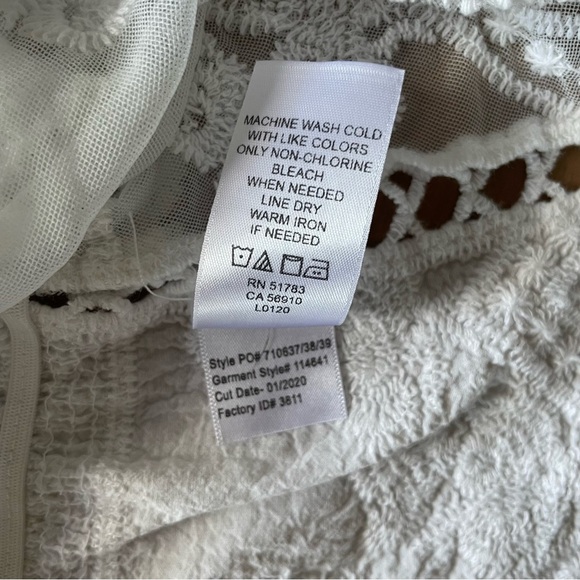 MACHINE WASH COLD
WITH LIKE COLORS
ONLY NON-CHLORINE
BLEACH
WHEN NEEDED
LINE DRY
WARM IRON
IF NEEDED
RN 51783
CA 56910
L0120
Style PO# 710637/38/39
Garment Style# 114641
Cut Date- 01/2020
Factory ID# 3811